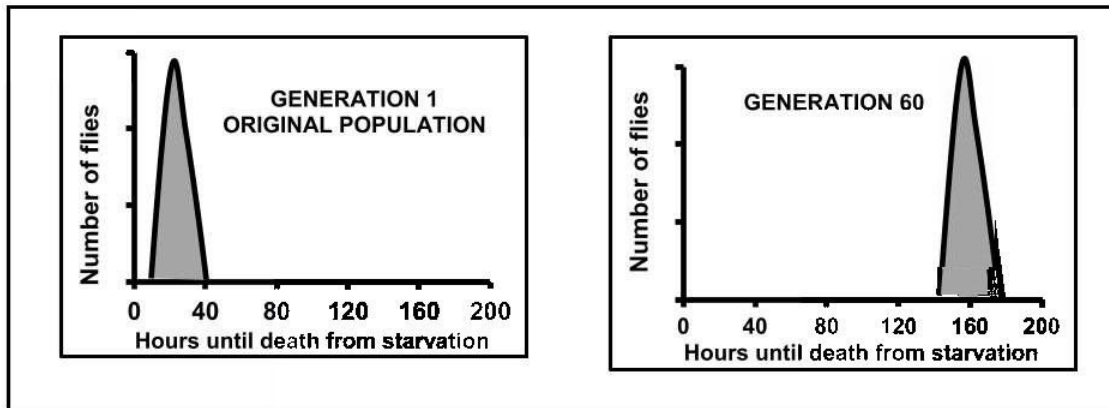 GENERATION 1
ORIGINAL POPULATION
Number of flies
0 40 80 120 160 200
Hours until death from starvation
GENERATION 60
Number of flies
0 40 80 120 160 200
Hours until death from starvation